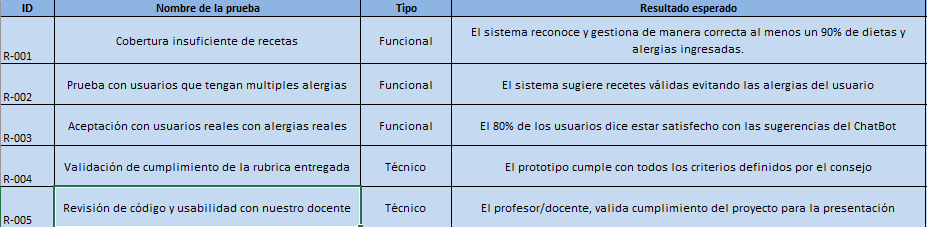 ID Nombre de la prueba Tipo Resultado esperado
R-001 Cobertura insuficiente de recetas Funcional El sistema reconoce y gestiona de manera correcta al menos un 90% de dietas y
alergias ingresadas.
R-002 Prueba con usuarios que tengan multiples alergias Funcional El sistema sugiere recetes válidas evitando las alergias del usuario
R-003 Aceptación con usuarios reales con alergias reales Funcional El 80% de los usuarios dice estar satisfecho con las sugerencias del ChatBot
R-004 Validación de cumplimiento de la rubrica entregada Técnico El prototipo cumple con todos los criterios definidos por el consejo
R-005 Revisión de código y usabilidad con nuestro docente Técnico El profesor/docente, valida cumplimiento del proyecto para la presentación